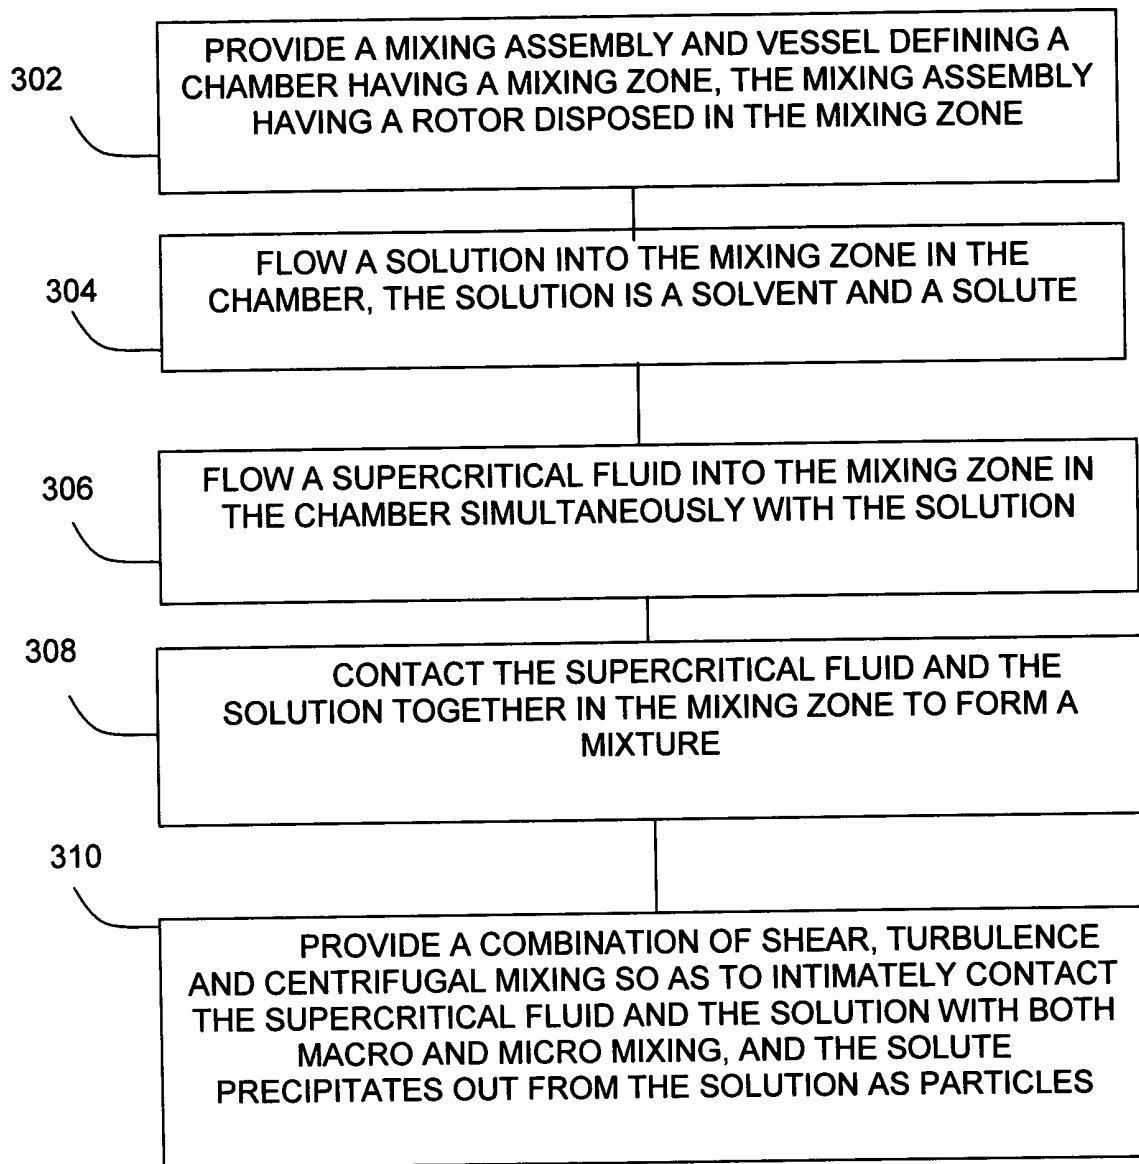 302
PROVIDE A MIXING ASSEMBLY AND VESSEL DEFINING A
CHAMBER HAVING A MIXING ZONE, THE MIXING ASSEMBLY
HAVING A ROTOR DISPOSED IN THE MIXING ZONE
304
FLOW A SOLUTION INTO THE MIXING ZONE IN THE
CHAMBER, THE SOLUTION IS A SOLVENT AND A SOLUTE
306
FLOW A SUPERCRITICAL FLUID INTO THE MIXING ZONE IN
THE CHAMBER SIMULTANEOUSLY WITH THE SOLUTION
308
CONTACT THE SUPERCRITICAL FLUID AND THE
SOLUTION TOGETHER IN THE MIXING ZONE TO FORM A
MIXTURE
310
PROVIDE A COMBINATION OF SHEAR, TURBULENCE
AND CENTRIFUGAL MIXING SO AS TO INTIMATELY CONTACT
THE SUPERCRITICAL FLUID AND THE SOLUTION WITH BOTH
MACRO AND MICRO MIXING, AND THE SOLUTE
PRECIPITATES OUT FROM THE SOLUTION AS PARTICLES